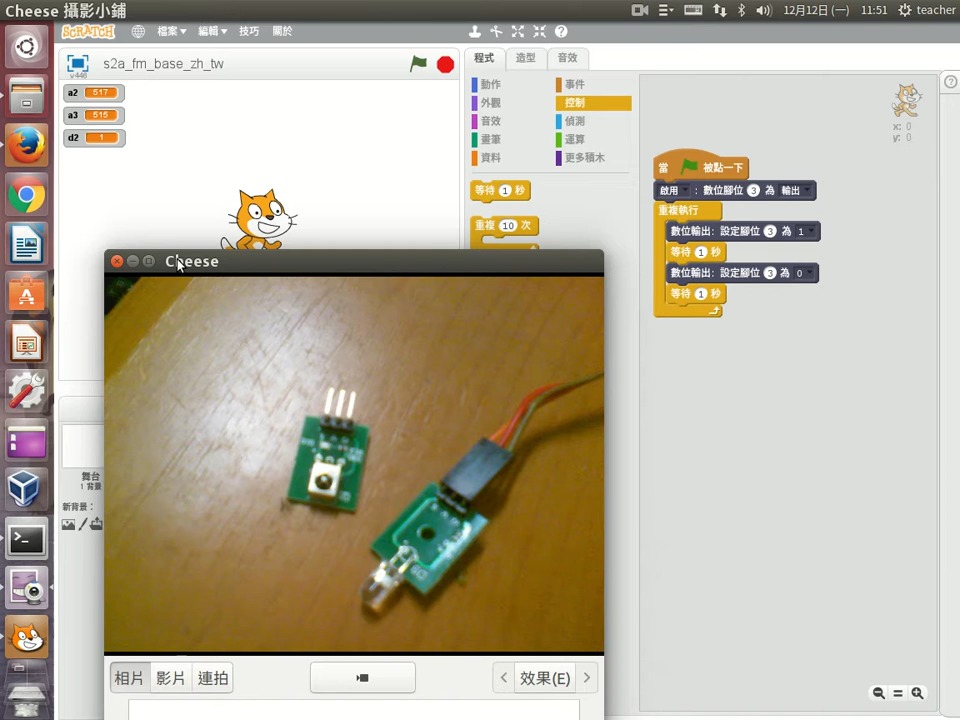 Cheese 攝影小鋪
12月12日 (一) 11:51 teacher
SCRATCH 檔案▾ 編輯▾ 技巧 關於
v446 s2a_fm_base_zh_tw
a2 517
a3 515
d2 1
程式 造型 音效
動作 事件
外觀 控制
音效 偵測
畫筆 運算
資料 更多積木
等待 1 秒
重複 10 次
x: 0
y: 0
當 被點一下
啟用 : 數位腳位 3 為 輸出
重複執行
數位輸出: 設定腳位 3 為 1
等待 1 秒
數位輸出: 設定腳位 3 為 0
等待 1 秒
舞台
1 背景
新背景:
Cheese
相片 影片 連拍 效果(E)